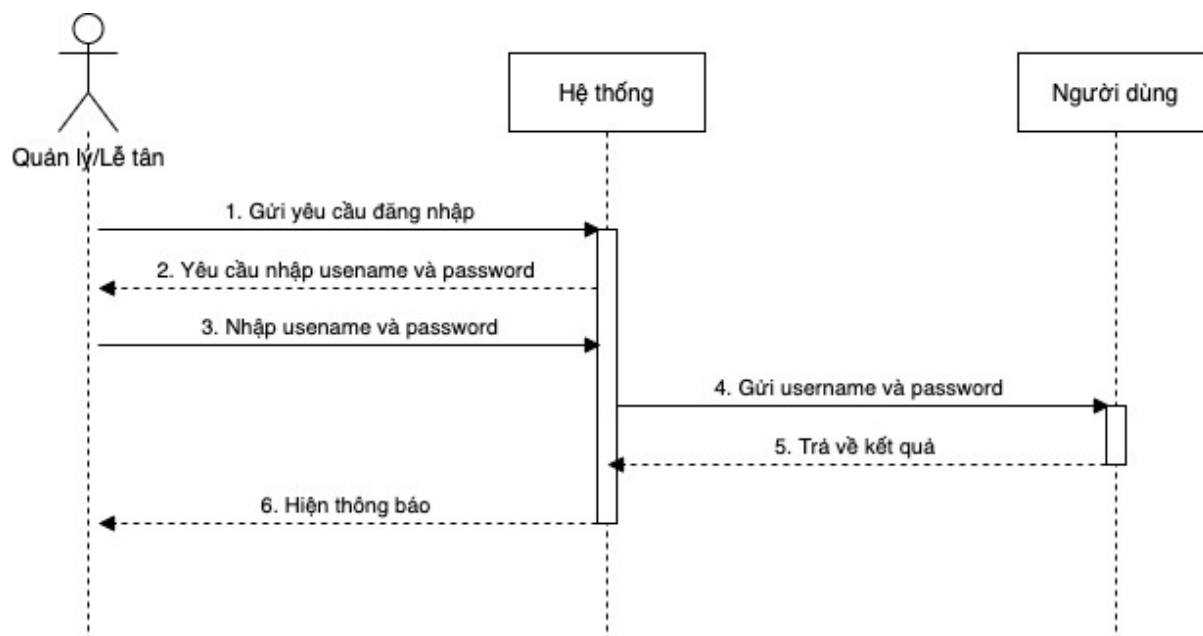 Hệ thống
Người dùng
Quản lý/Lễ tân
1. Gửi yêu cầu đăng nhập
2. Yêu cầu nhập usename và password
3. Nhập usename và password
4. Gửi username và password
5. Trả về kết quả
6. Hiện thông báo